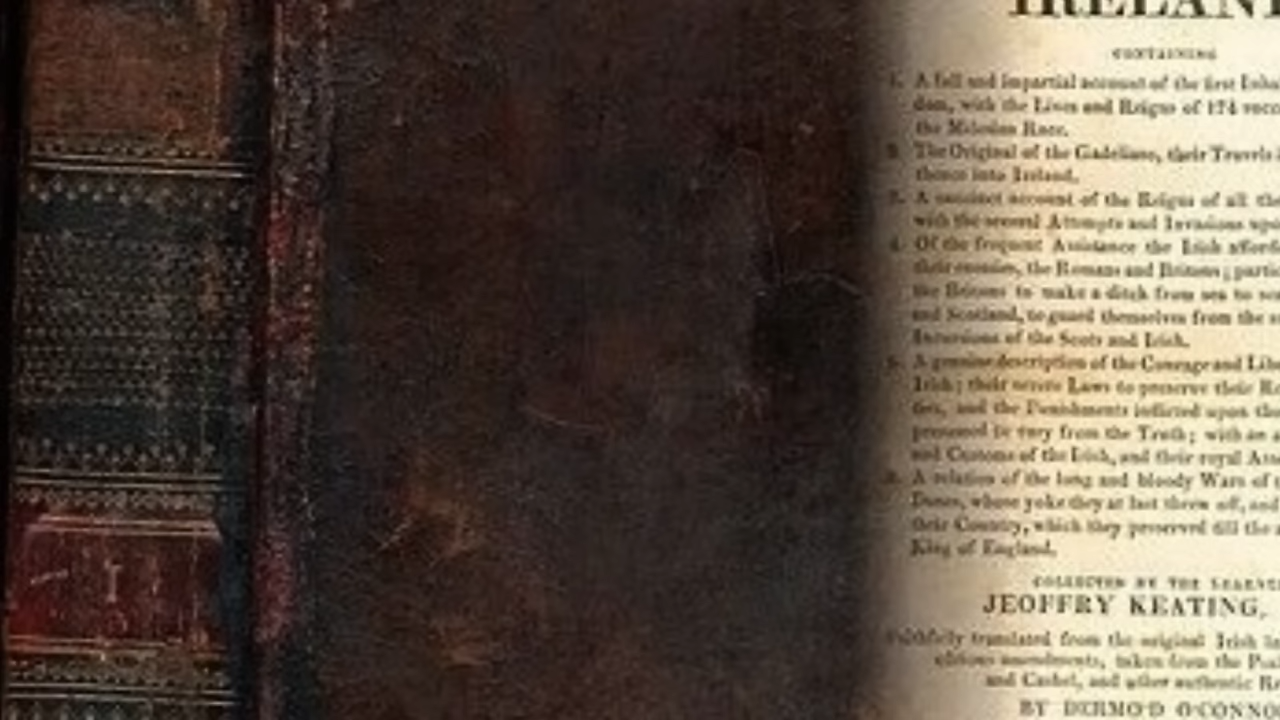 I
IRELAND
CONTAINING
1. A full and impartial account of the first Inha
dom, with the Lives and Reigns of 174 succ
the Milesian Race.
2. The Original of the Gadelians, their Travels i
thence into Ireland.
3. A succinct account of the Reigns of all the
with the several Attempts and Invasions upo
4. Of the frequent Assistance the Irish afforde
their enemies, the Romans and Britons; partic
the Britons to make a ditch from sea to se
and Scotland, to guard themselves from the s
Incursions of the Scots and Irish.
5. A genuine description of the Courage and Libe
Irish; their severe Laws to preserve their Re
ties, and the Punishments inflicted upon tho
presumed to vary from the Truth; with an a
and Customs of the Irish, and their royal Ass
6. A relation of the long and bloody Wars of t
Danes, whose yoke they at last threw off, and
their Country, which they preserved till the
King of England.
COLLECTED BY THE LEARNE
JEOFFRY KEATING,
Faithfully translated from the original Irish
amendments, taken from the Psa
and Cashel, and other authentic Re
BY DERMO'D O'CONNO